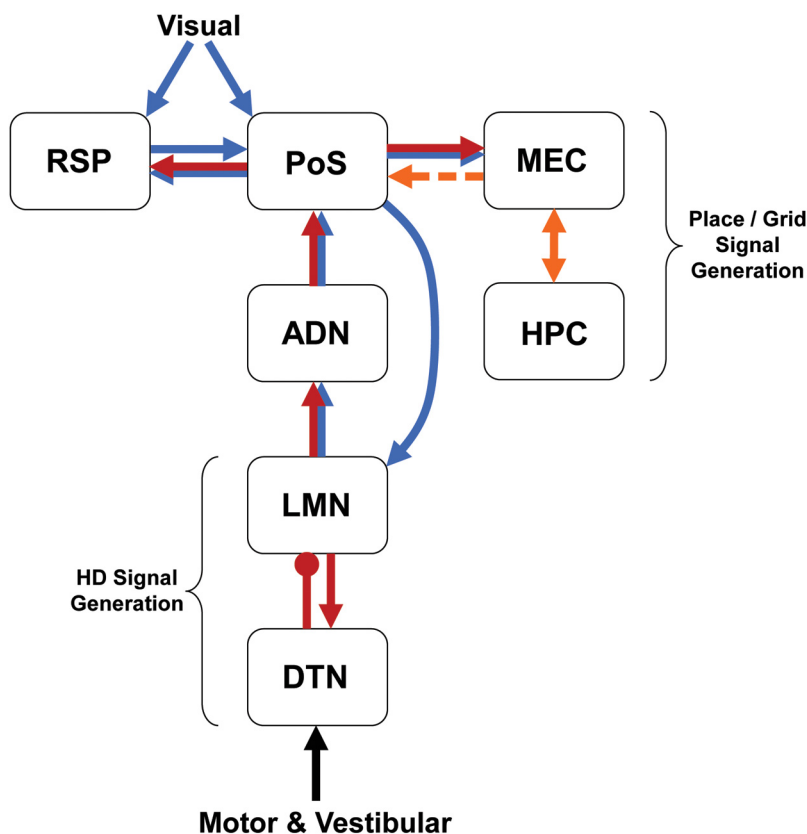 Visual
RSP
PoS
MEC
Place / Grid
Signal
Generation
ADN
HPC
LMN
HD Signal
Generation
DTN
Motor & Vestibular